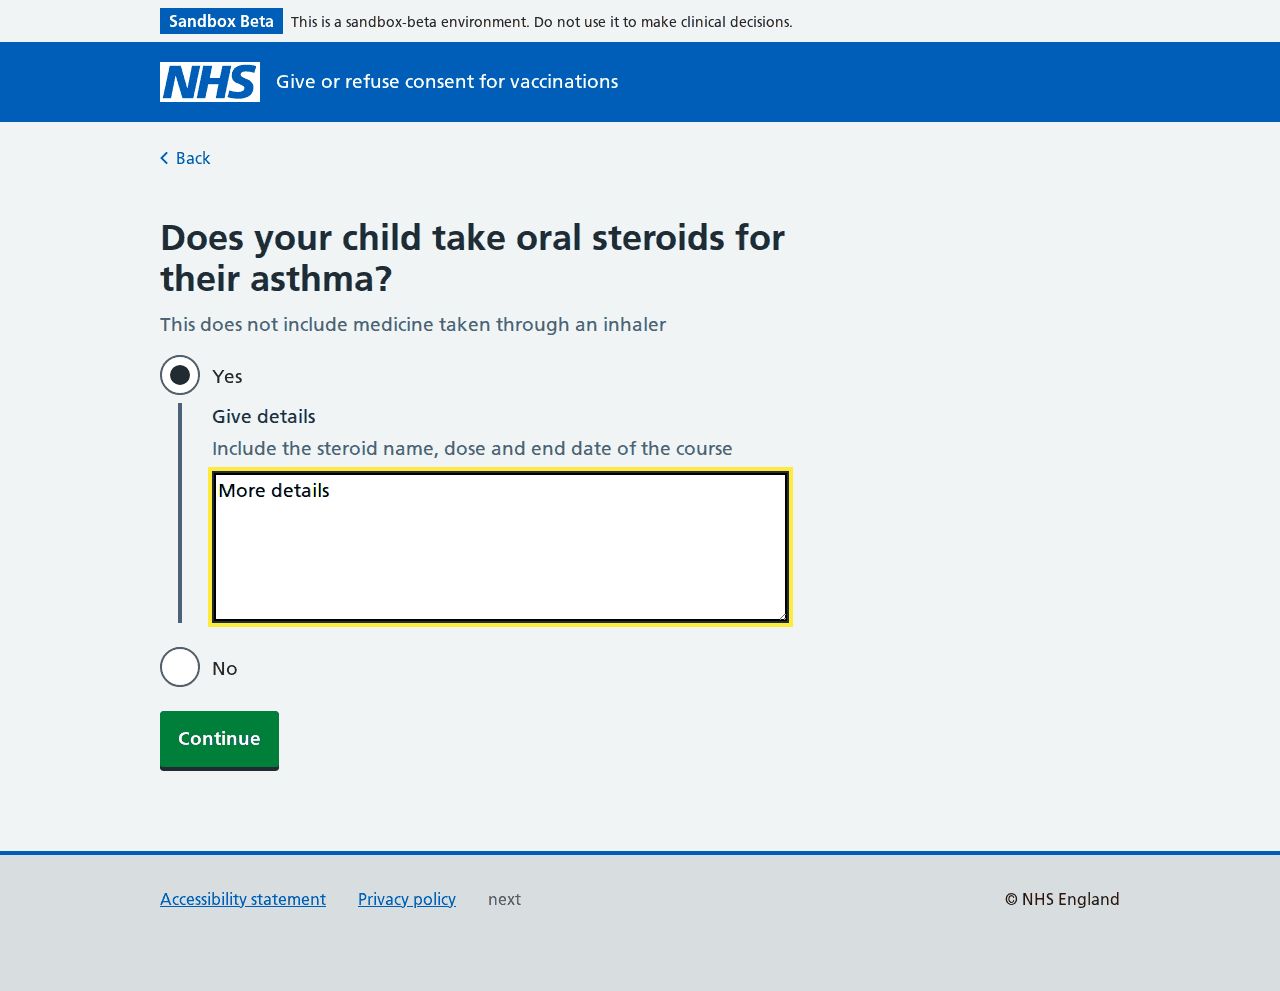 Sandbox Beta This is a sandbox-beta environment. Do not use it to make clinical decisions.
NHS Give or refuse consent for vaccinations
Back
Does your child take oral steroids for
their asthma?
This does not include medicine taken through an inhaler
Yes
Give details
Include the steroid name, dose and end date of the course
More details
No
Continue
Accessibility statement Privacy policy next © NHS England